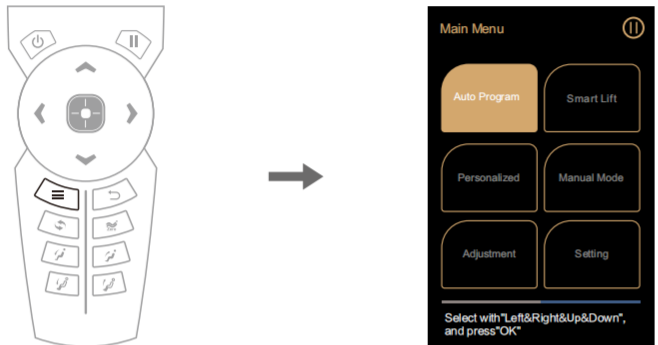 Main Menu
Auto Program
Smart Lift
Personalized
Manual Mode
Adjustment
Setting
Select with"Left&Right&Up&Down",
and press"OK"